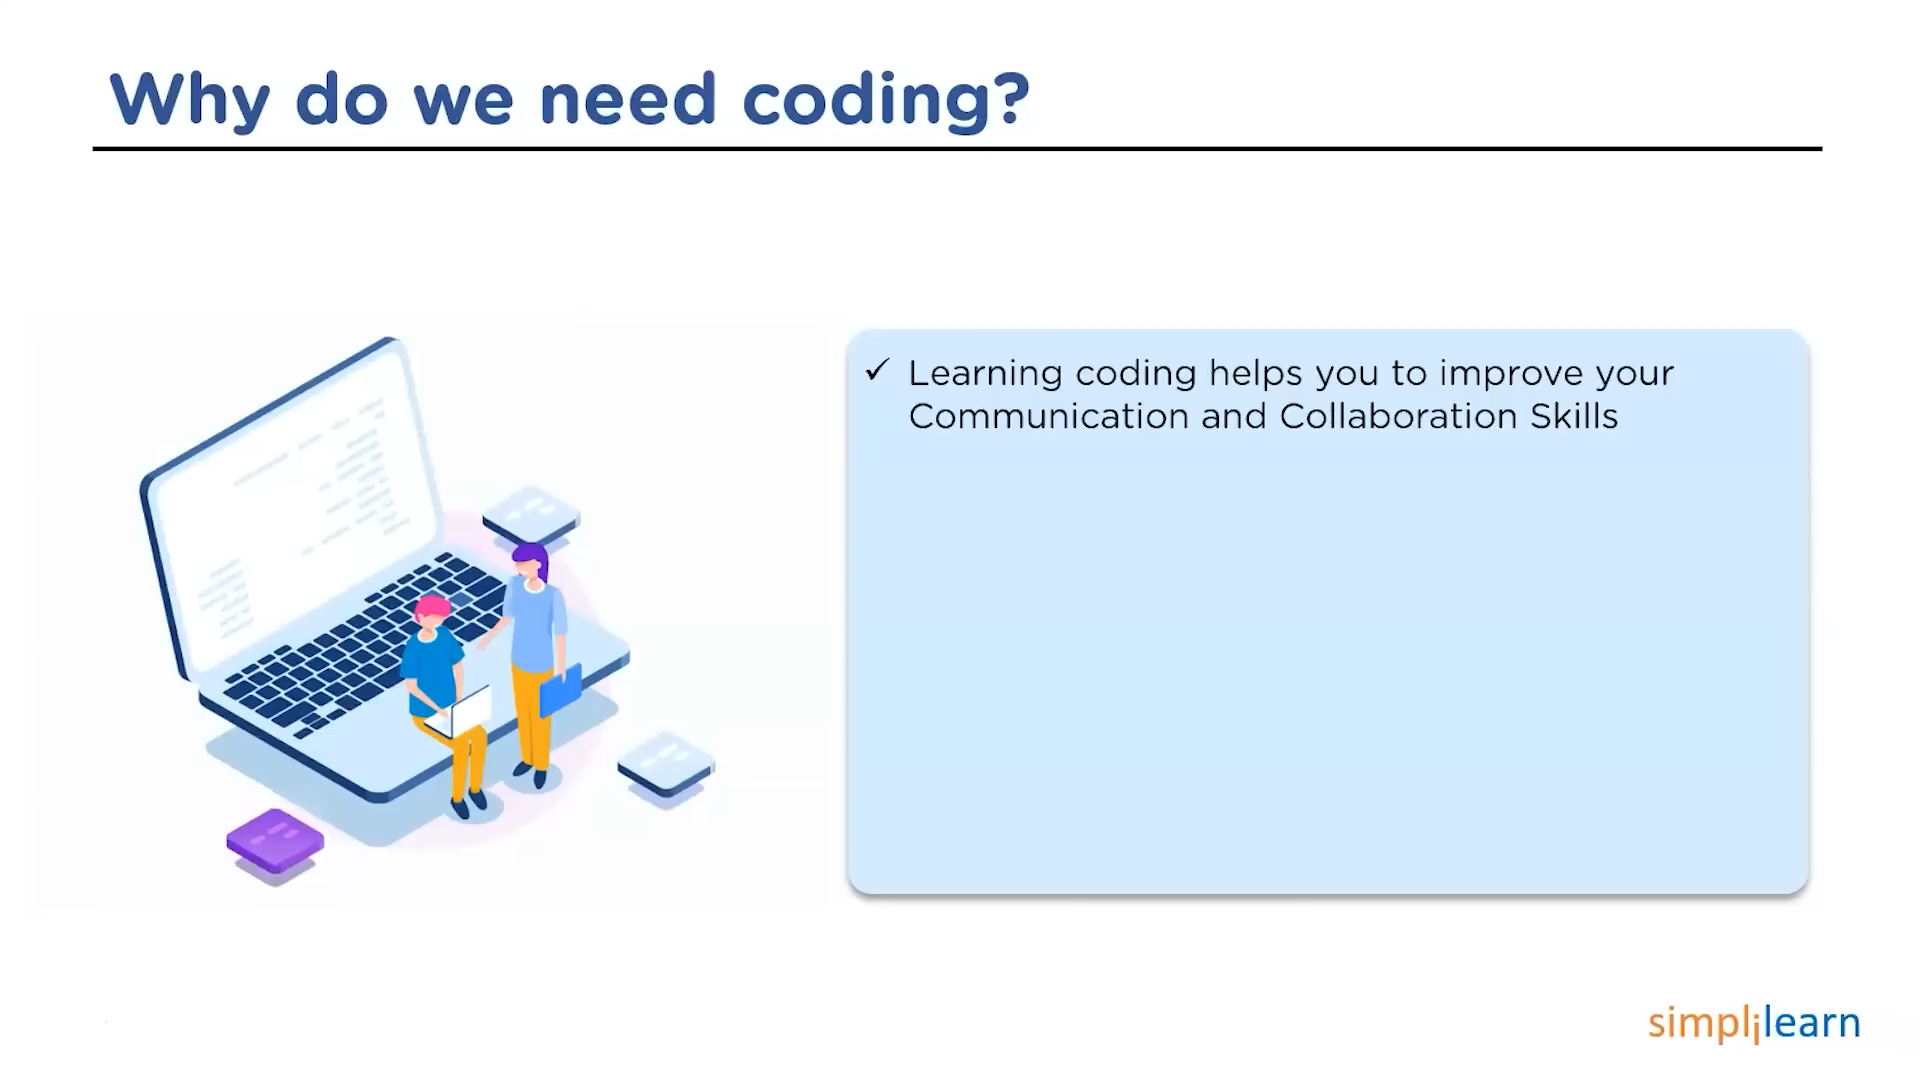 Why do we need coding?
✓ Learning coding helps you to improve your
Communication and Collaboration Skills
simplilearn